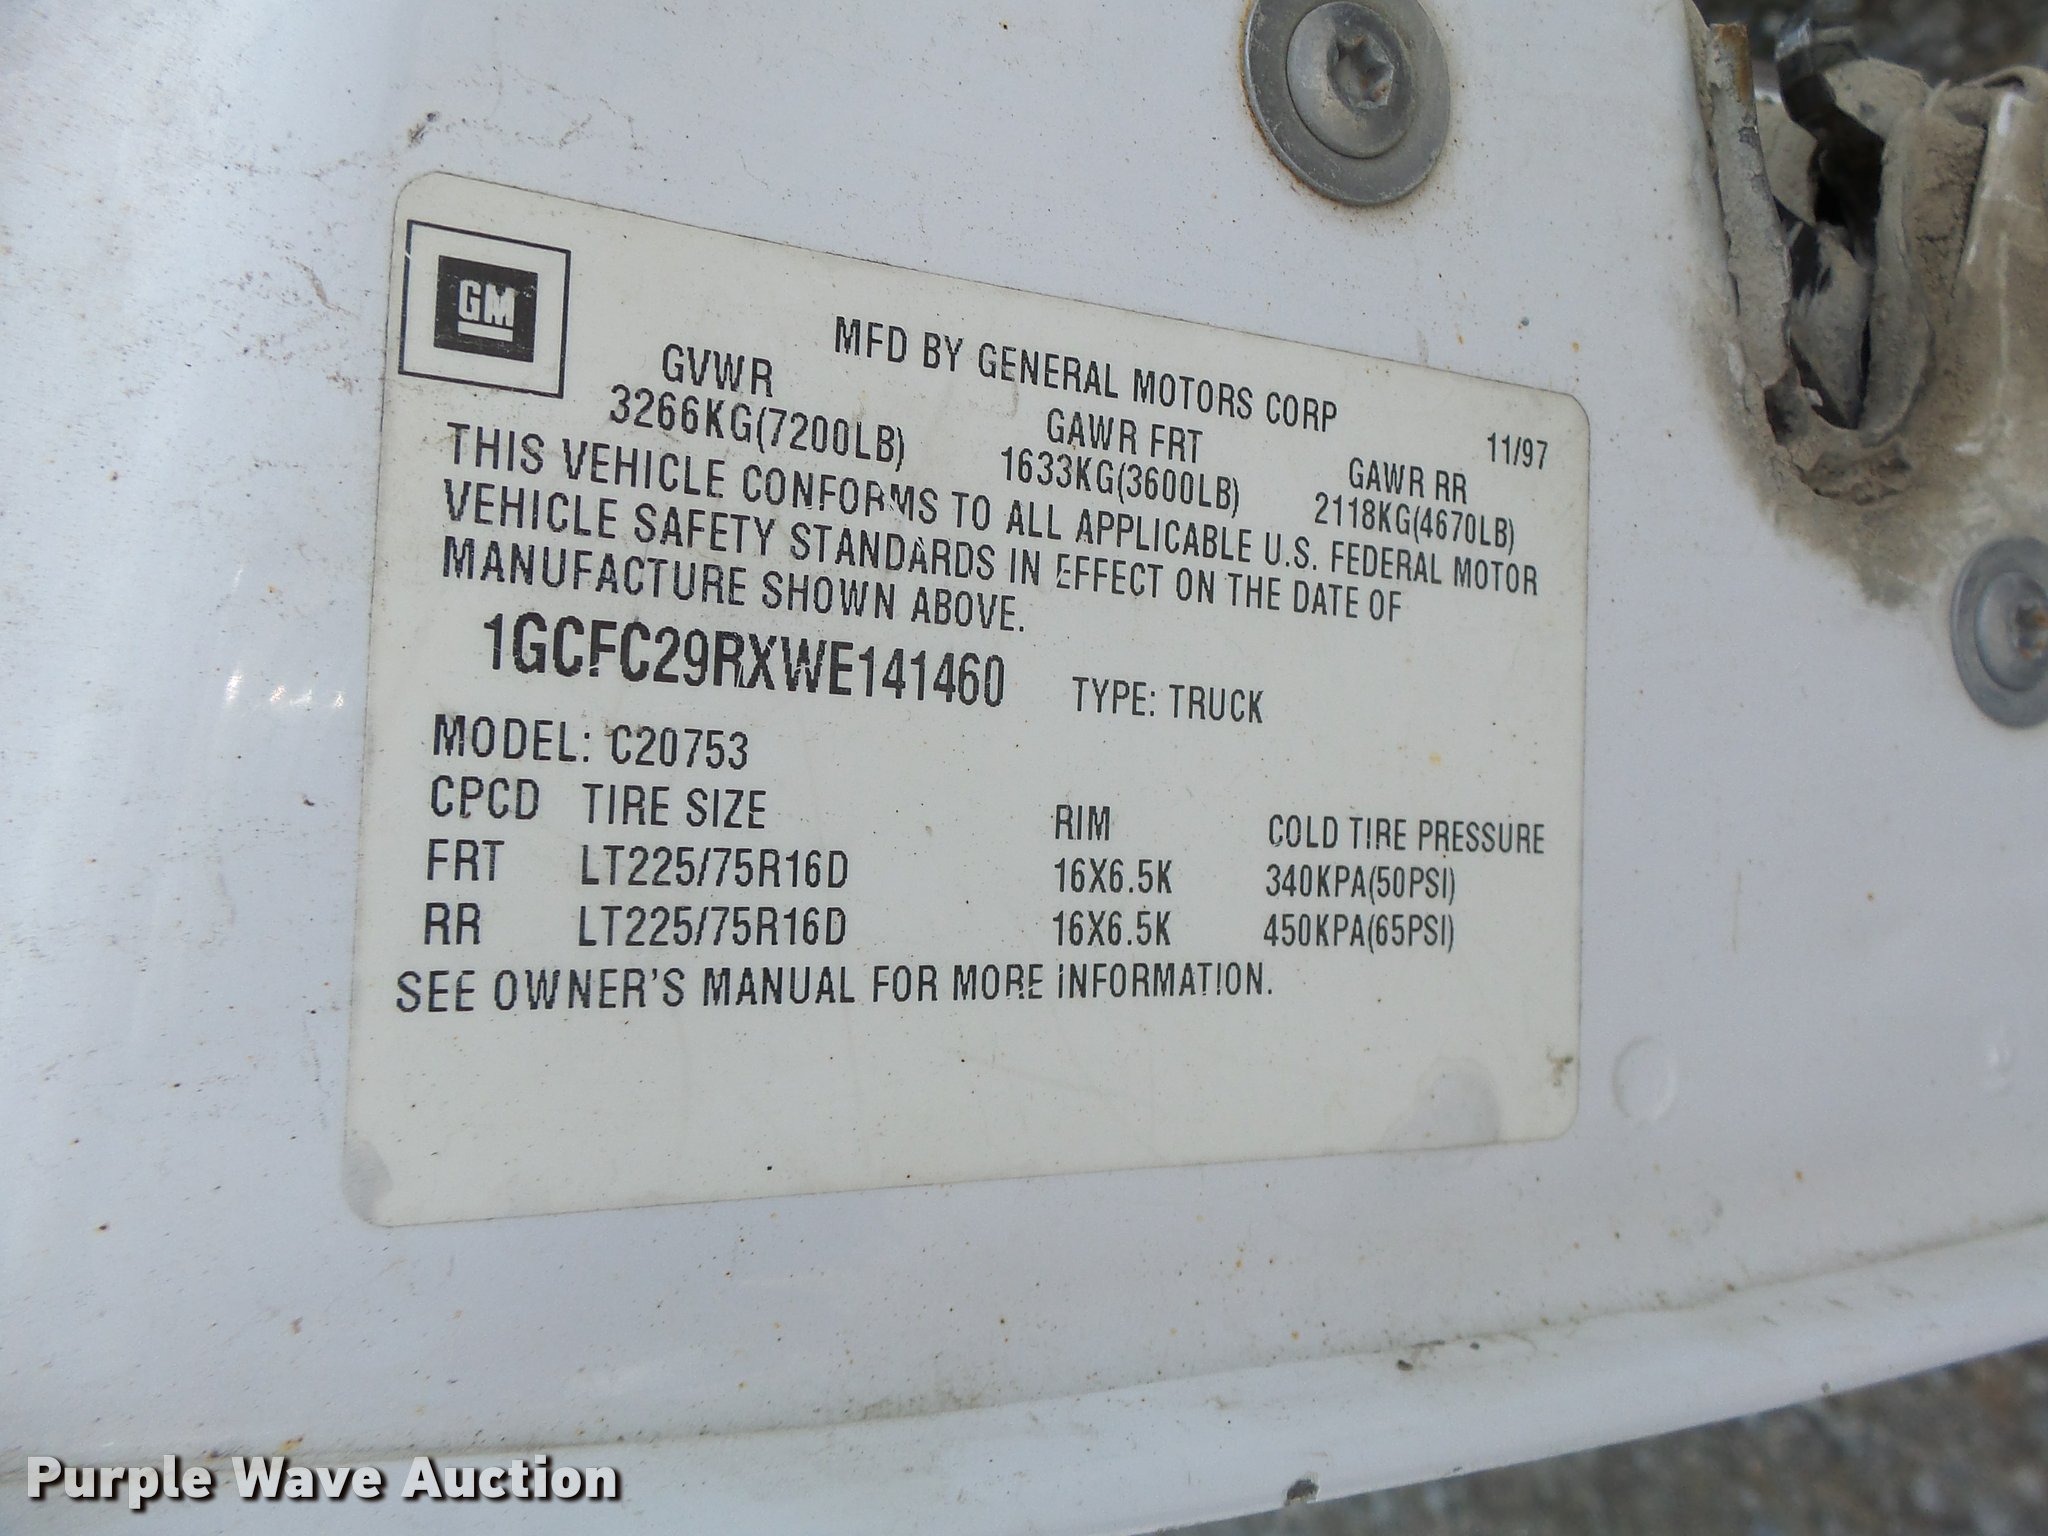 GM
MFD BY GENERAL MOTORS CORP 11/97
GVWR GAWR FRT GAWR RR
3266KG(7200LB) 1633KG(3600LB) 2118KG(4670LB)
THIS VEHICLE CONFORMS TO ALL APPLICABLE U.S. FEDERAL MOTOR
VEHICLE SAFETY STANDARDS IN EFFECT ON THE DATE OF
MANUFACTURE SHOWN ABOVE.
1GCFC29RXWE141460 TYPE: TRUCK
MODEL: C20753
CPCD TIRE SIZE RIM COLD TIRE PRESSURE
FRT LT225/75R16D 16X6.5K 340KPA(50PSI)
RR LT225/75R16D 16X6.5K 450KPA(65PSI)
SEE OWNER'S MANUAL FOR MORE INFORMATION.
Purple Wave Auction